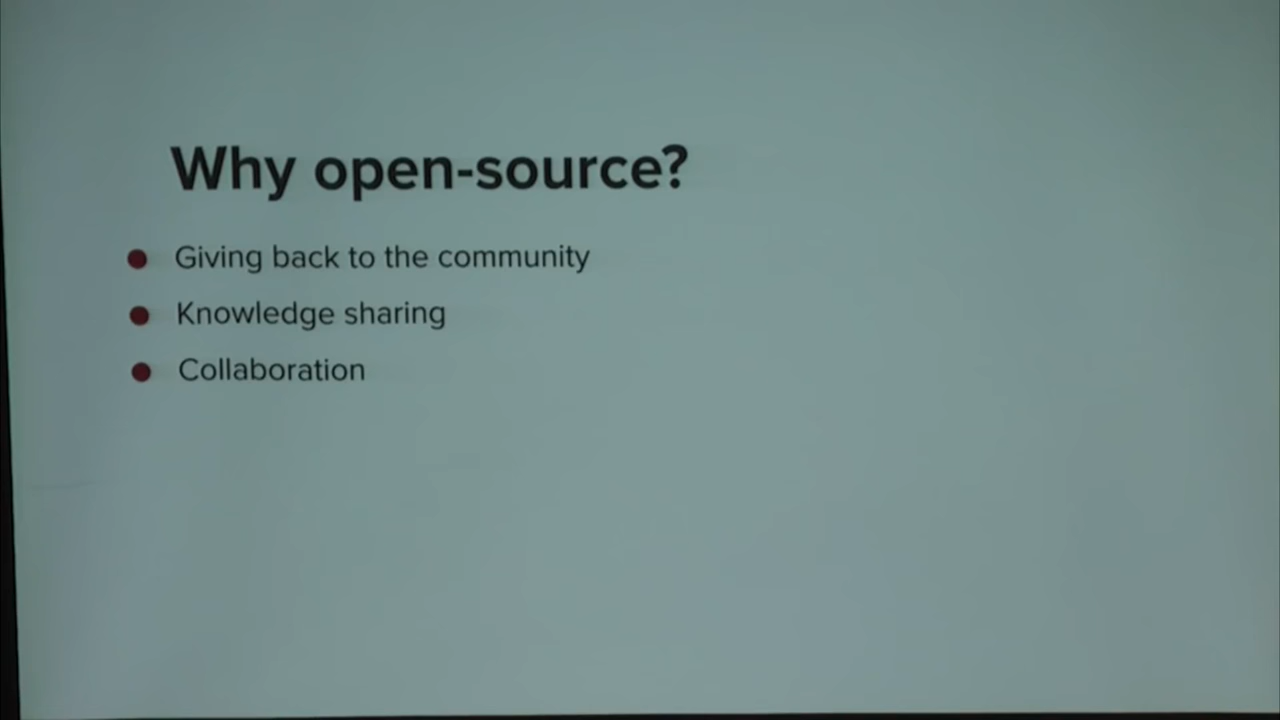 Why open-source?
Giving back to the community
Knowledge sharing
Collaboration